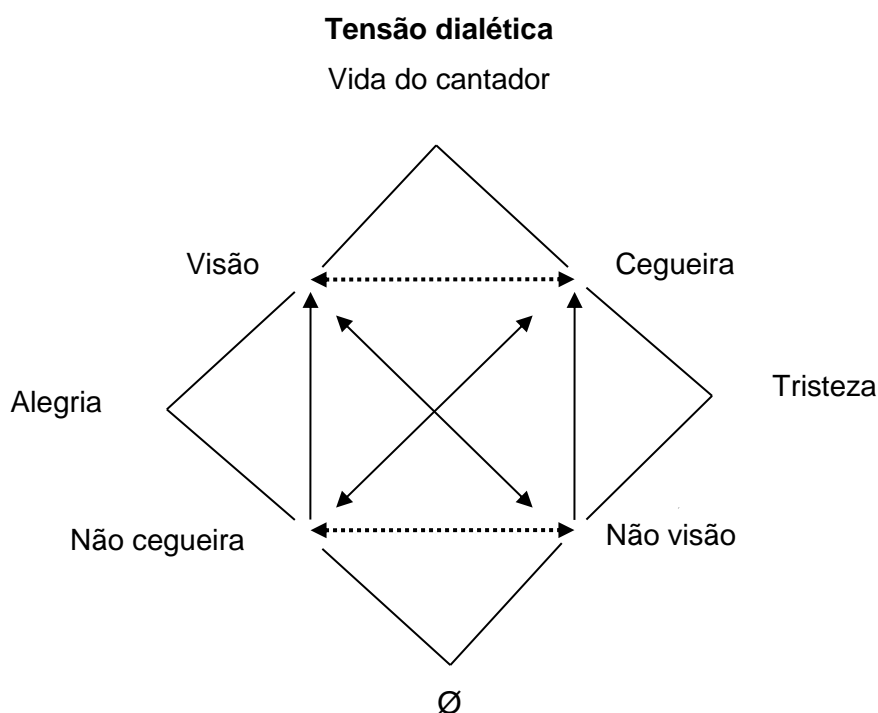 Tensão dialética
Vida do cantador
Visão
Cegueira
Alegria
Tristeza
Não cegueira
Não visão
Ø